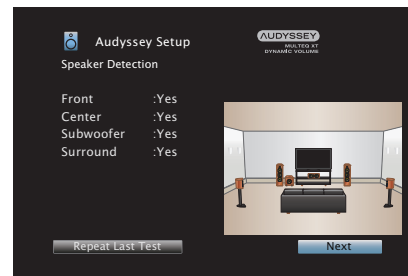 Audyssey Setup
AUDYSSEY
MULTEQ XT
DYNAMIC VOLUME
Speaker Detection
Front :Yes
Center :Yes
Subwoofer :Yes
Surround :Yes
Repeat Last Test
Next